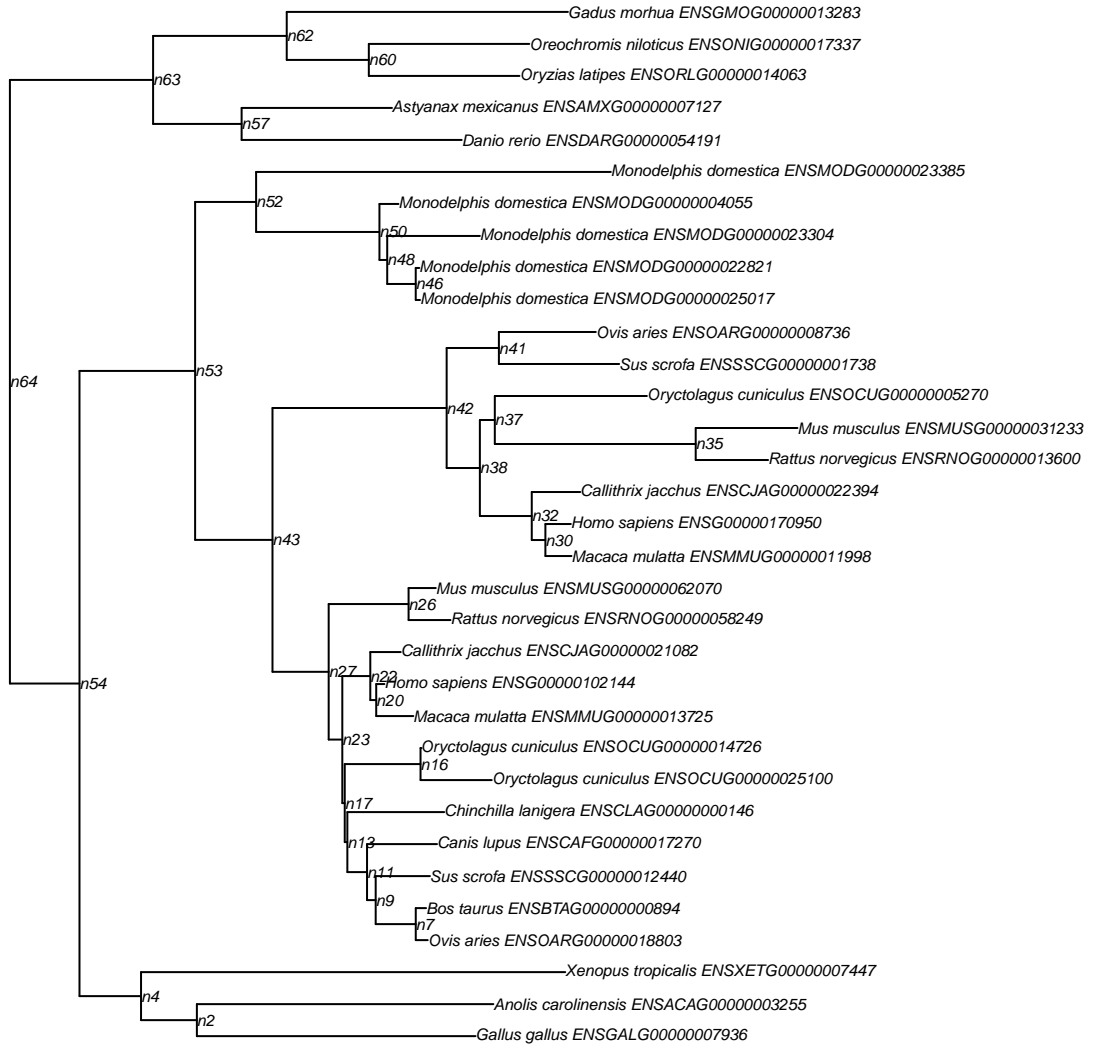 Gadus morhua ENSGMOG00000013283
n62
Oreochromis niloticus ENSONIG00000017337
n60
Oryzias latipes ENSORLG00000014063
n63
Astyanax mexicanus ENSAMXG00000007127
n57
Danio rerio ENSDARG00000054191
Monodelphis domestica ENSMODG00000023385
n52
Monodelphis domestica ENSMODG00000004055
n50
Monodelphis domestica ENSMODG00000023304
n48
Monodelphis domestica ENSMODG00000022821
n46
Monodelphis domestica ENSMODG00000025017
Ovis aries ENSOARG00000008736
n41
Sus scrofa ENSSSCG00000001738
n53
n64
Oryctolagus cuniculus ENSOCUG00000005270
n42
n37
Mus musculus ENSMUSG00000031233
n35
Rattus norvegicus ENSRNOG00000013600
n38
Callithrix jacchus ENSCJAG00000022394
n32
Homo sapiens ENSG00000170950
n43
n30
Macaca mulatta ENSMMUG00000011998
Mus musculus ENSMUSG00000062070
n26
Rattus norvegicus ENSRNOG00000058249
Callithrix jacchus ENSCJAG00000021082
n27
n22
Homo sapiens ENSG00000102144
n54
n20
Macaca mulatta ENSMMUG00000013725
n23
Oryctolagus cuniculus ENSOCUG00000014726
n16
Oryctolagus cuniculus ENSOCUG00000025100
n17
Chinchilla lanigera ENSCLAG00000000146
n13
Canis lupus ENSCAFG00000017270
n11
Sus scrofa ENSSSCG00000012440
n9
Bos taurus ENSBTAG00000000894
n7
Ovis aries ENSOARG00000018803
Xenopus tropicalis ENSXETG00000007447
n4
Anolis carolinensis ENSACAG00000003255
n2
Gallus gallus ENSGALG00000007936